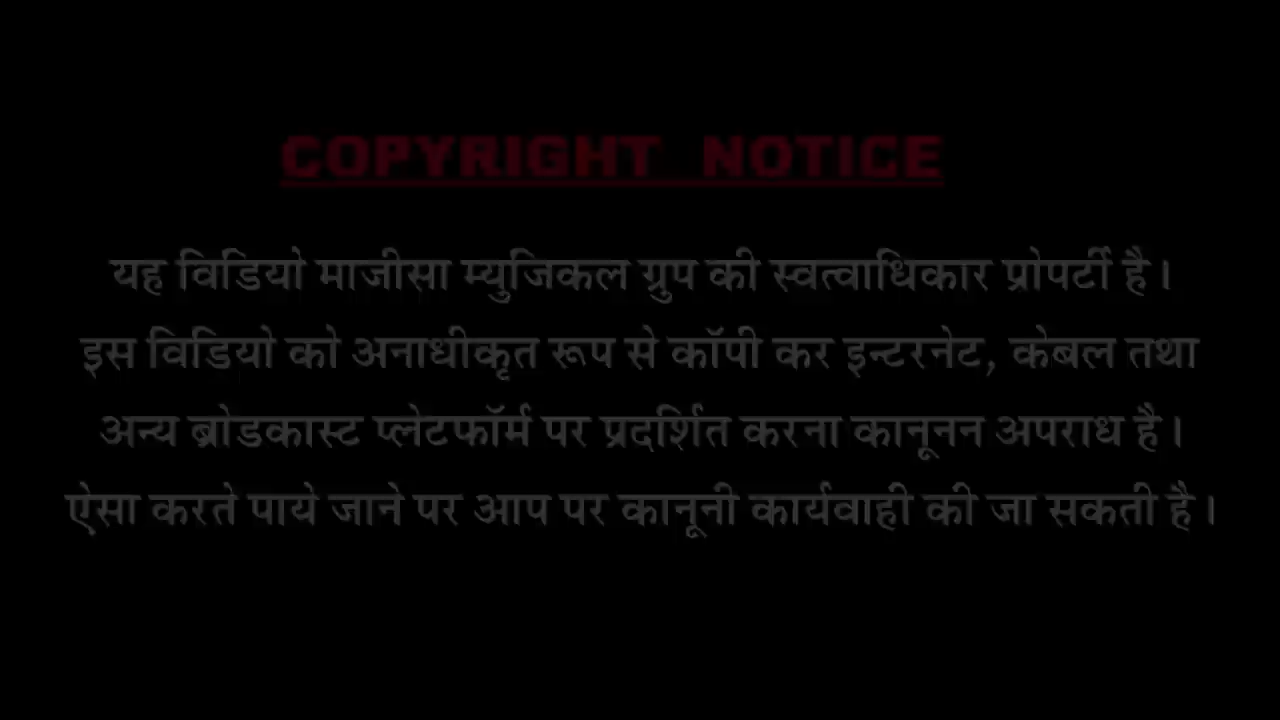 COPYRIGHT NOTICE
यह विडियो माजीसा म्युजिकल ग्रुप की स्वत्वाधिकार प्रोपर्टी है।
इस विडियो को अनाधीकृत रूप से कॉपी कर इन्टरनेट, केबल तथा
अन्य ब्रोडकास्ट प्लेटफॉर्म पर प्रदर्शित करना कानूनन अपराध है।
ऐसा करते पाये जाने पर आप पर कानूनी कार्यवाही की जा सकती है।